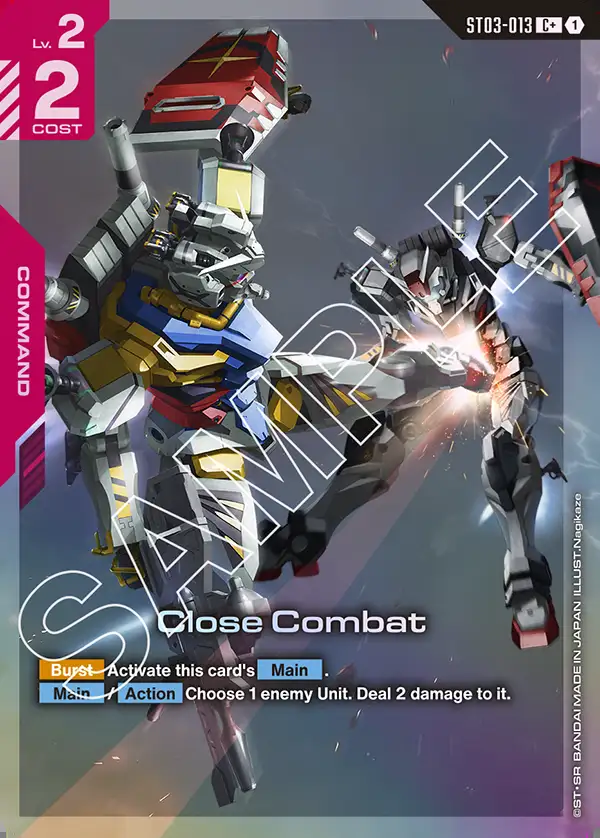 Lv. 2
2
COST
ST03-013 C+ 1
COMMAND
SAMPLE
Close Combat
Burst Activate this card's Main .
Main / Action Choose 1 enemy Unit. Deal 2 damage to it.
©ST•SR BANDAI MADE IN JAPAN ILLUST.Nagikaze